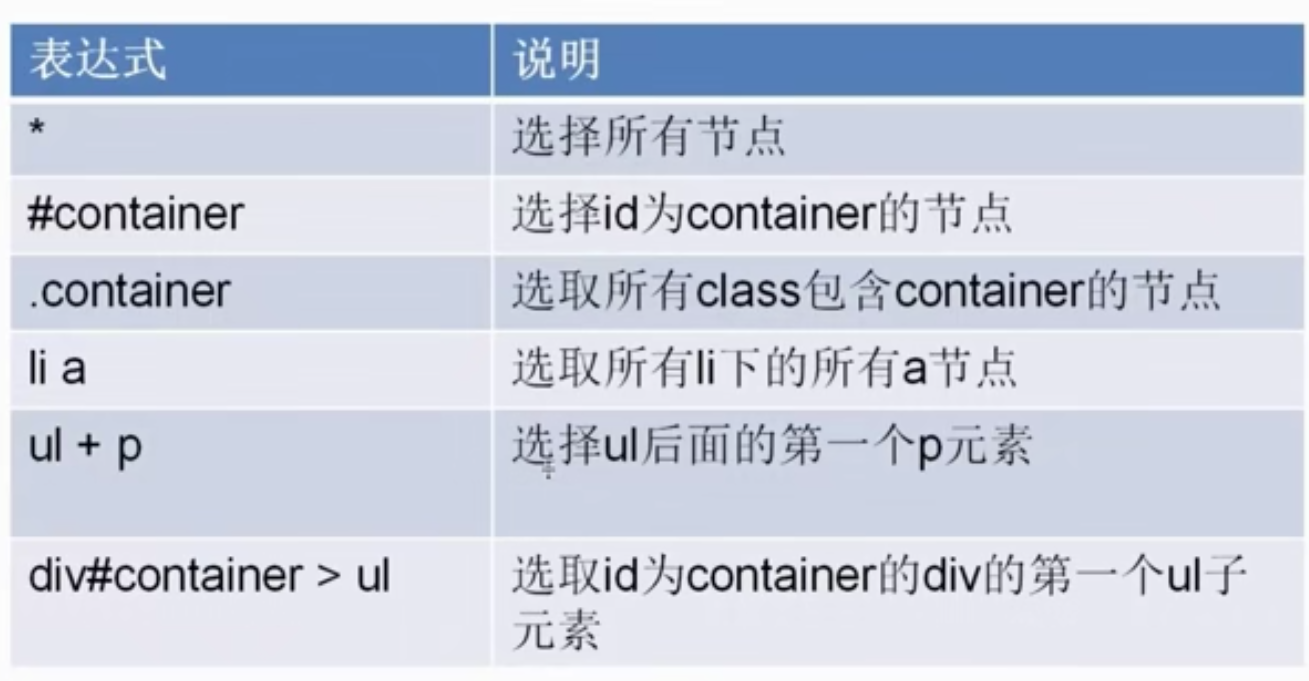 表达式 说明
* 选择所有节点
#container 选择id为container的节点
.container 选取所有class包含container的节点
li a 选取所有li下的所有a节点
ul + p 选择ul后面的第一个p元素
div#container > ul 选取id为container的div的第一个ul子
元素